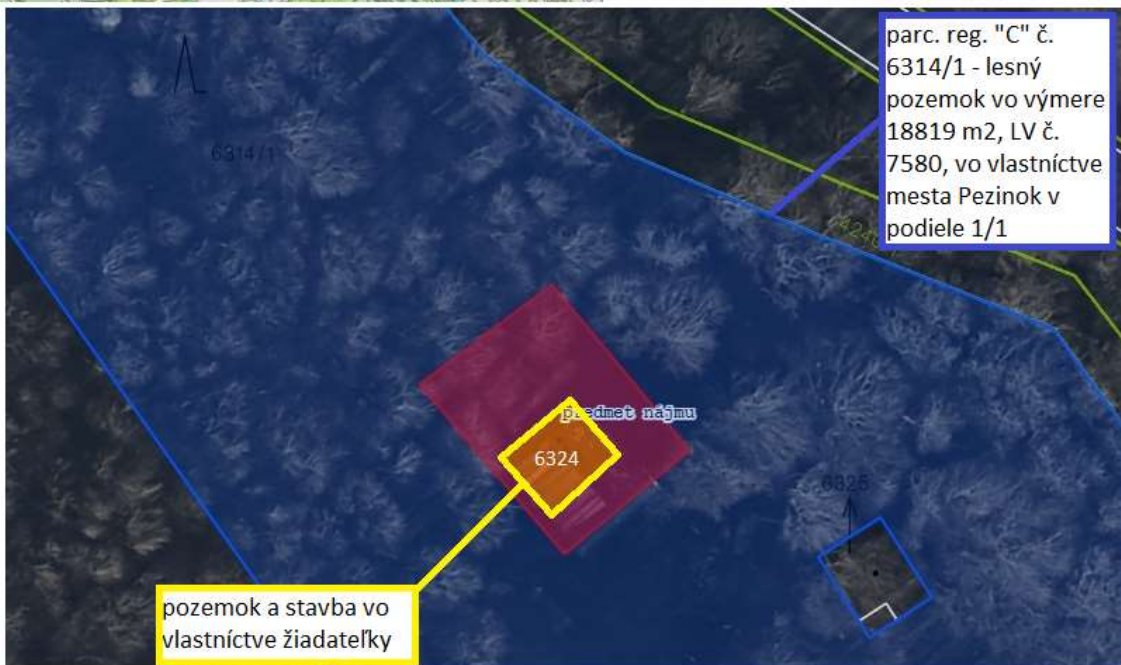 parc. reg. "C" č.
6314/1 - lesný
pozemok vo výmere
18819 m2, LV č.
7580, vo vlastníctve
mesta Pezinok v
podiele 1/1
6314/1
predmet nájmu
6324
6325
pozemok a stavba vo
vlastníctve žiadateľky